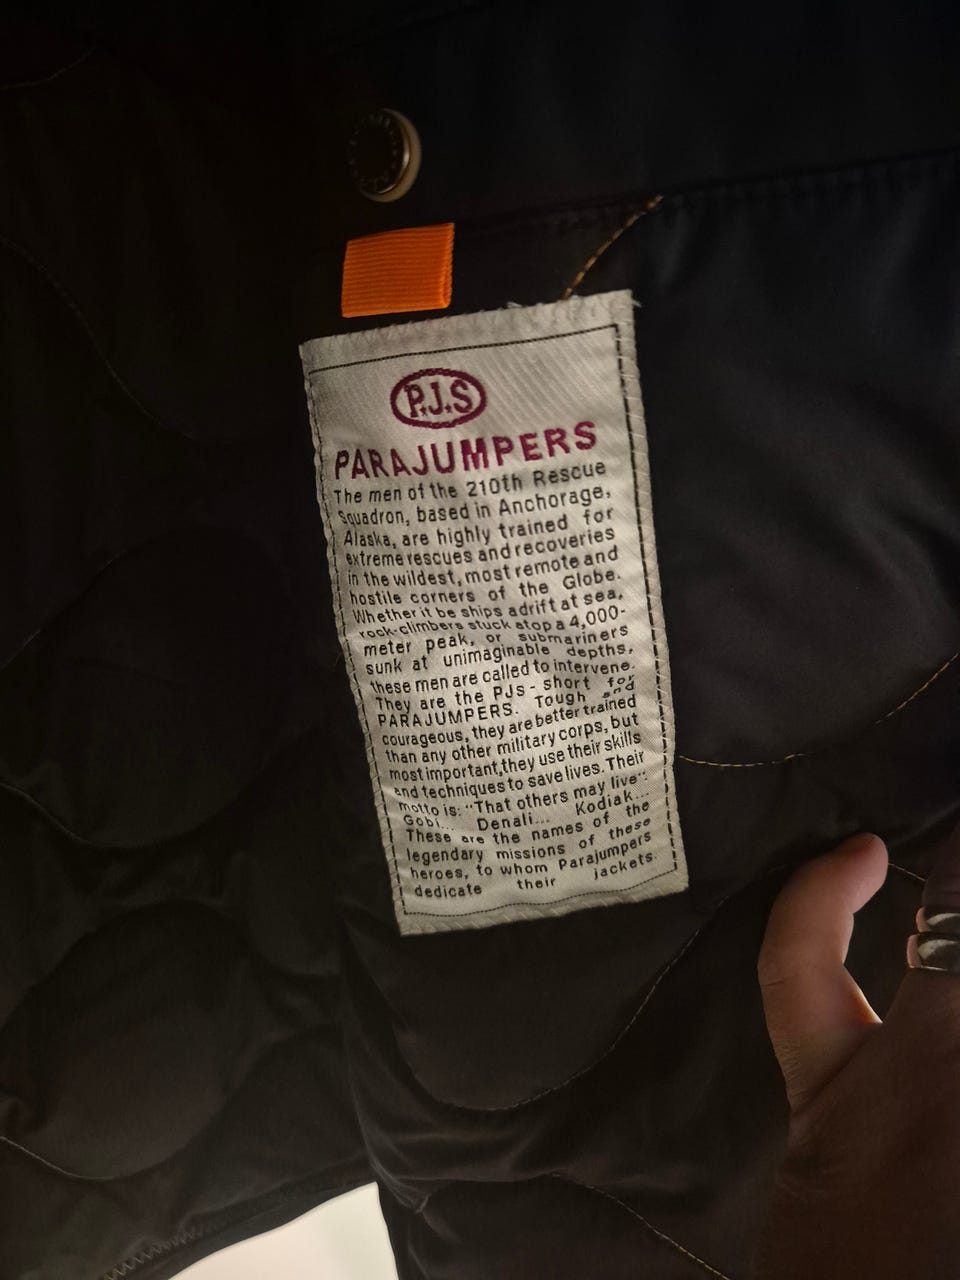 P.J.S
PARAJUMPERS
The men of the 210th Rescue
Squadron, based in Anchorage,
Alaska, are highly trained for
extreme rescues and recoveries
in the wildest, most remote and
hostile corners of the Globe.
Whether it be ships adrift at sea,
rock-climbers stuck atop a 4,000-
meter peak, or submariners
sunk at unimaginable depths,
these men are called to intervene.
They are the PJs - short for
PARAJUMPERS. Tough and
courageous, they are better trained
than any other military corps, but
most important,they use their skills
and techniques to save lives. Their
motto is: "That others may live":
Gobi... Denali... Kodiak...
These are the names of the
legendary missions of these
heroes, to whom Parajumpers
dedicate their jackets.